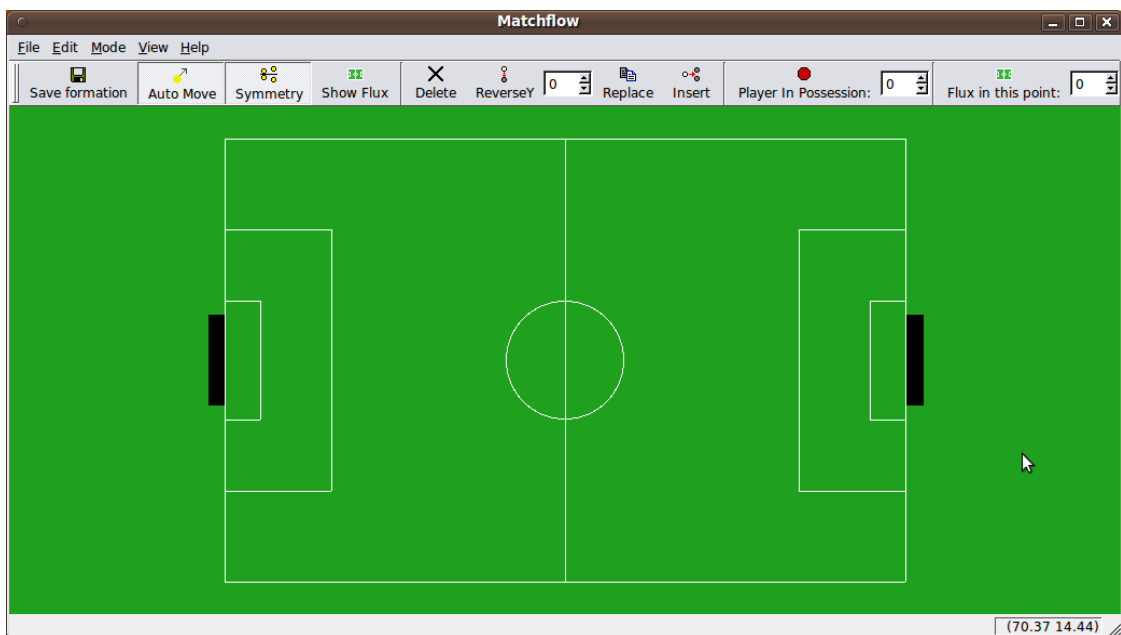 Matchflow
File Edit Mode View Help
Save formation Auto Move Symmetry Show Flux Delete ReverseY 0 Replace Insert Player In Possession: 0 Flux in this point: 0
(70.37 14.44)